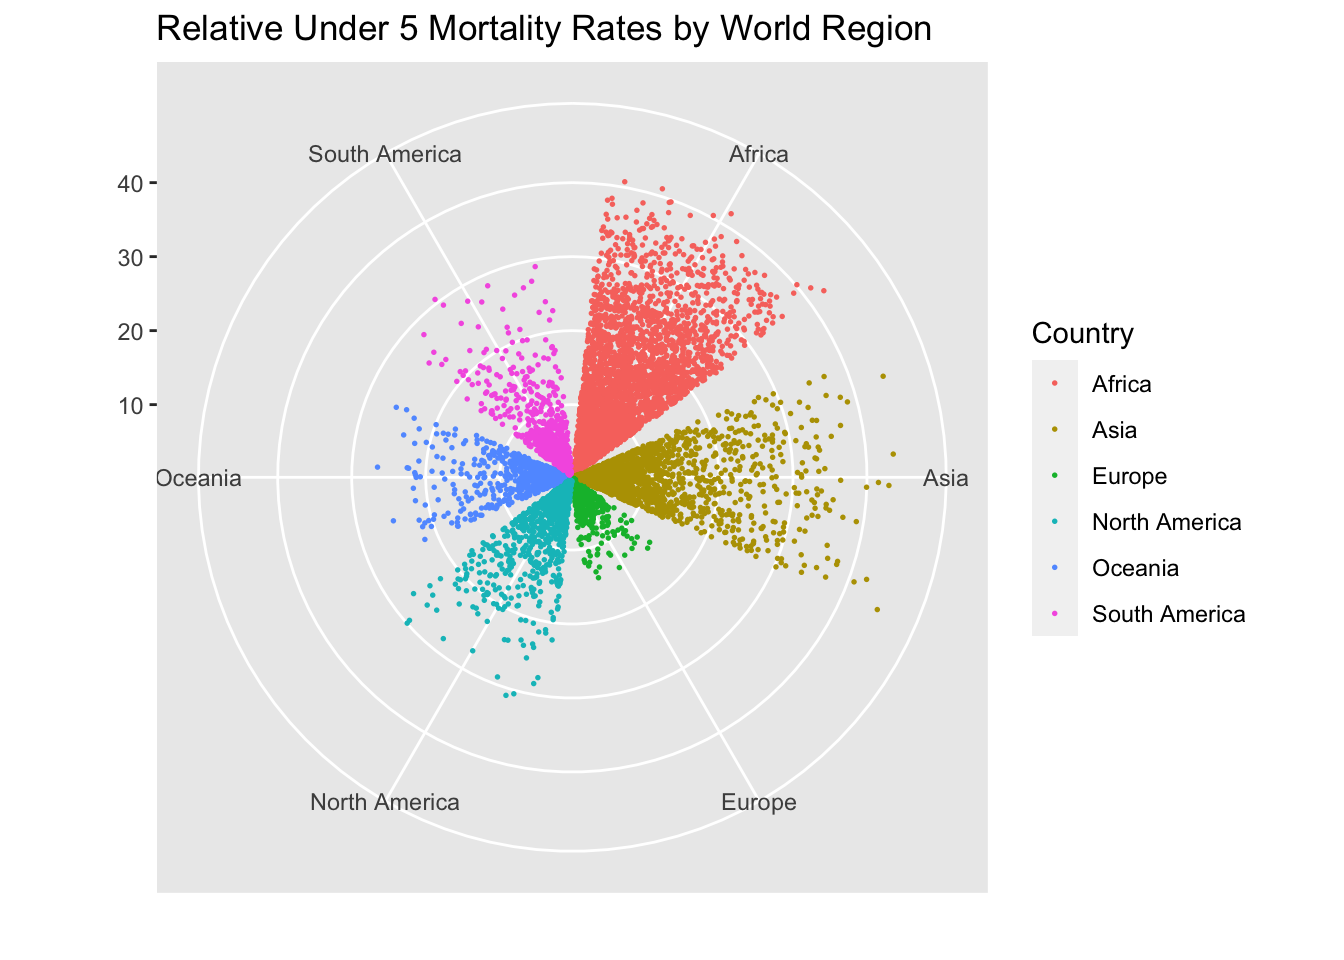 Relative Under 5 Mortality Rates by World Region
South America
Africa
40
30
20
10
Oceania
Asia
North America
Europe
Country
Africa
Asia
Europe
North America
Oceania
South America